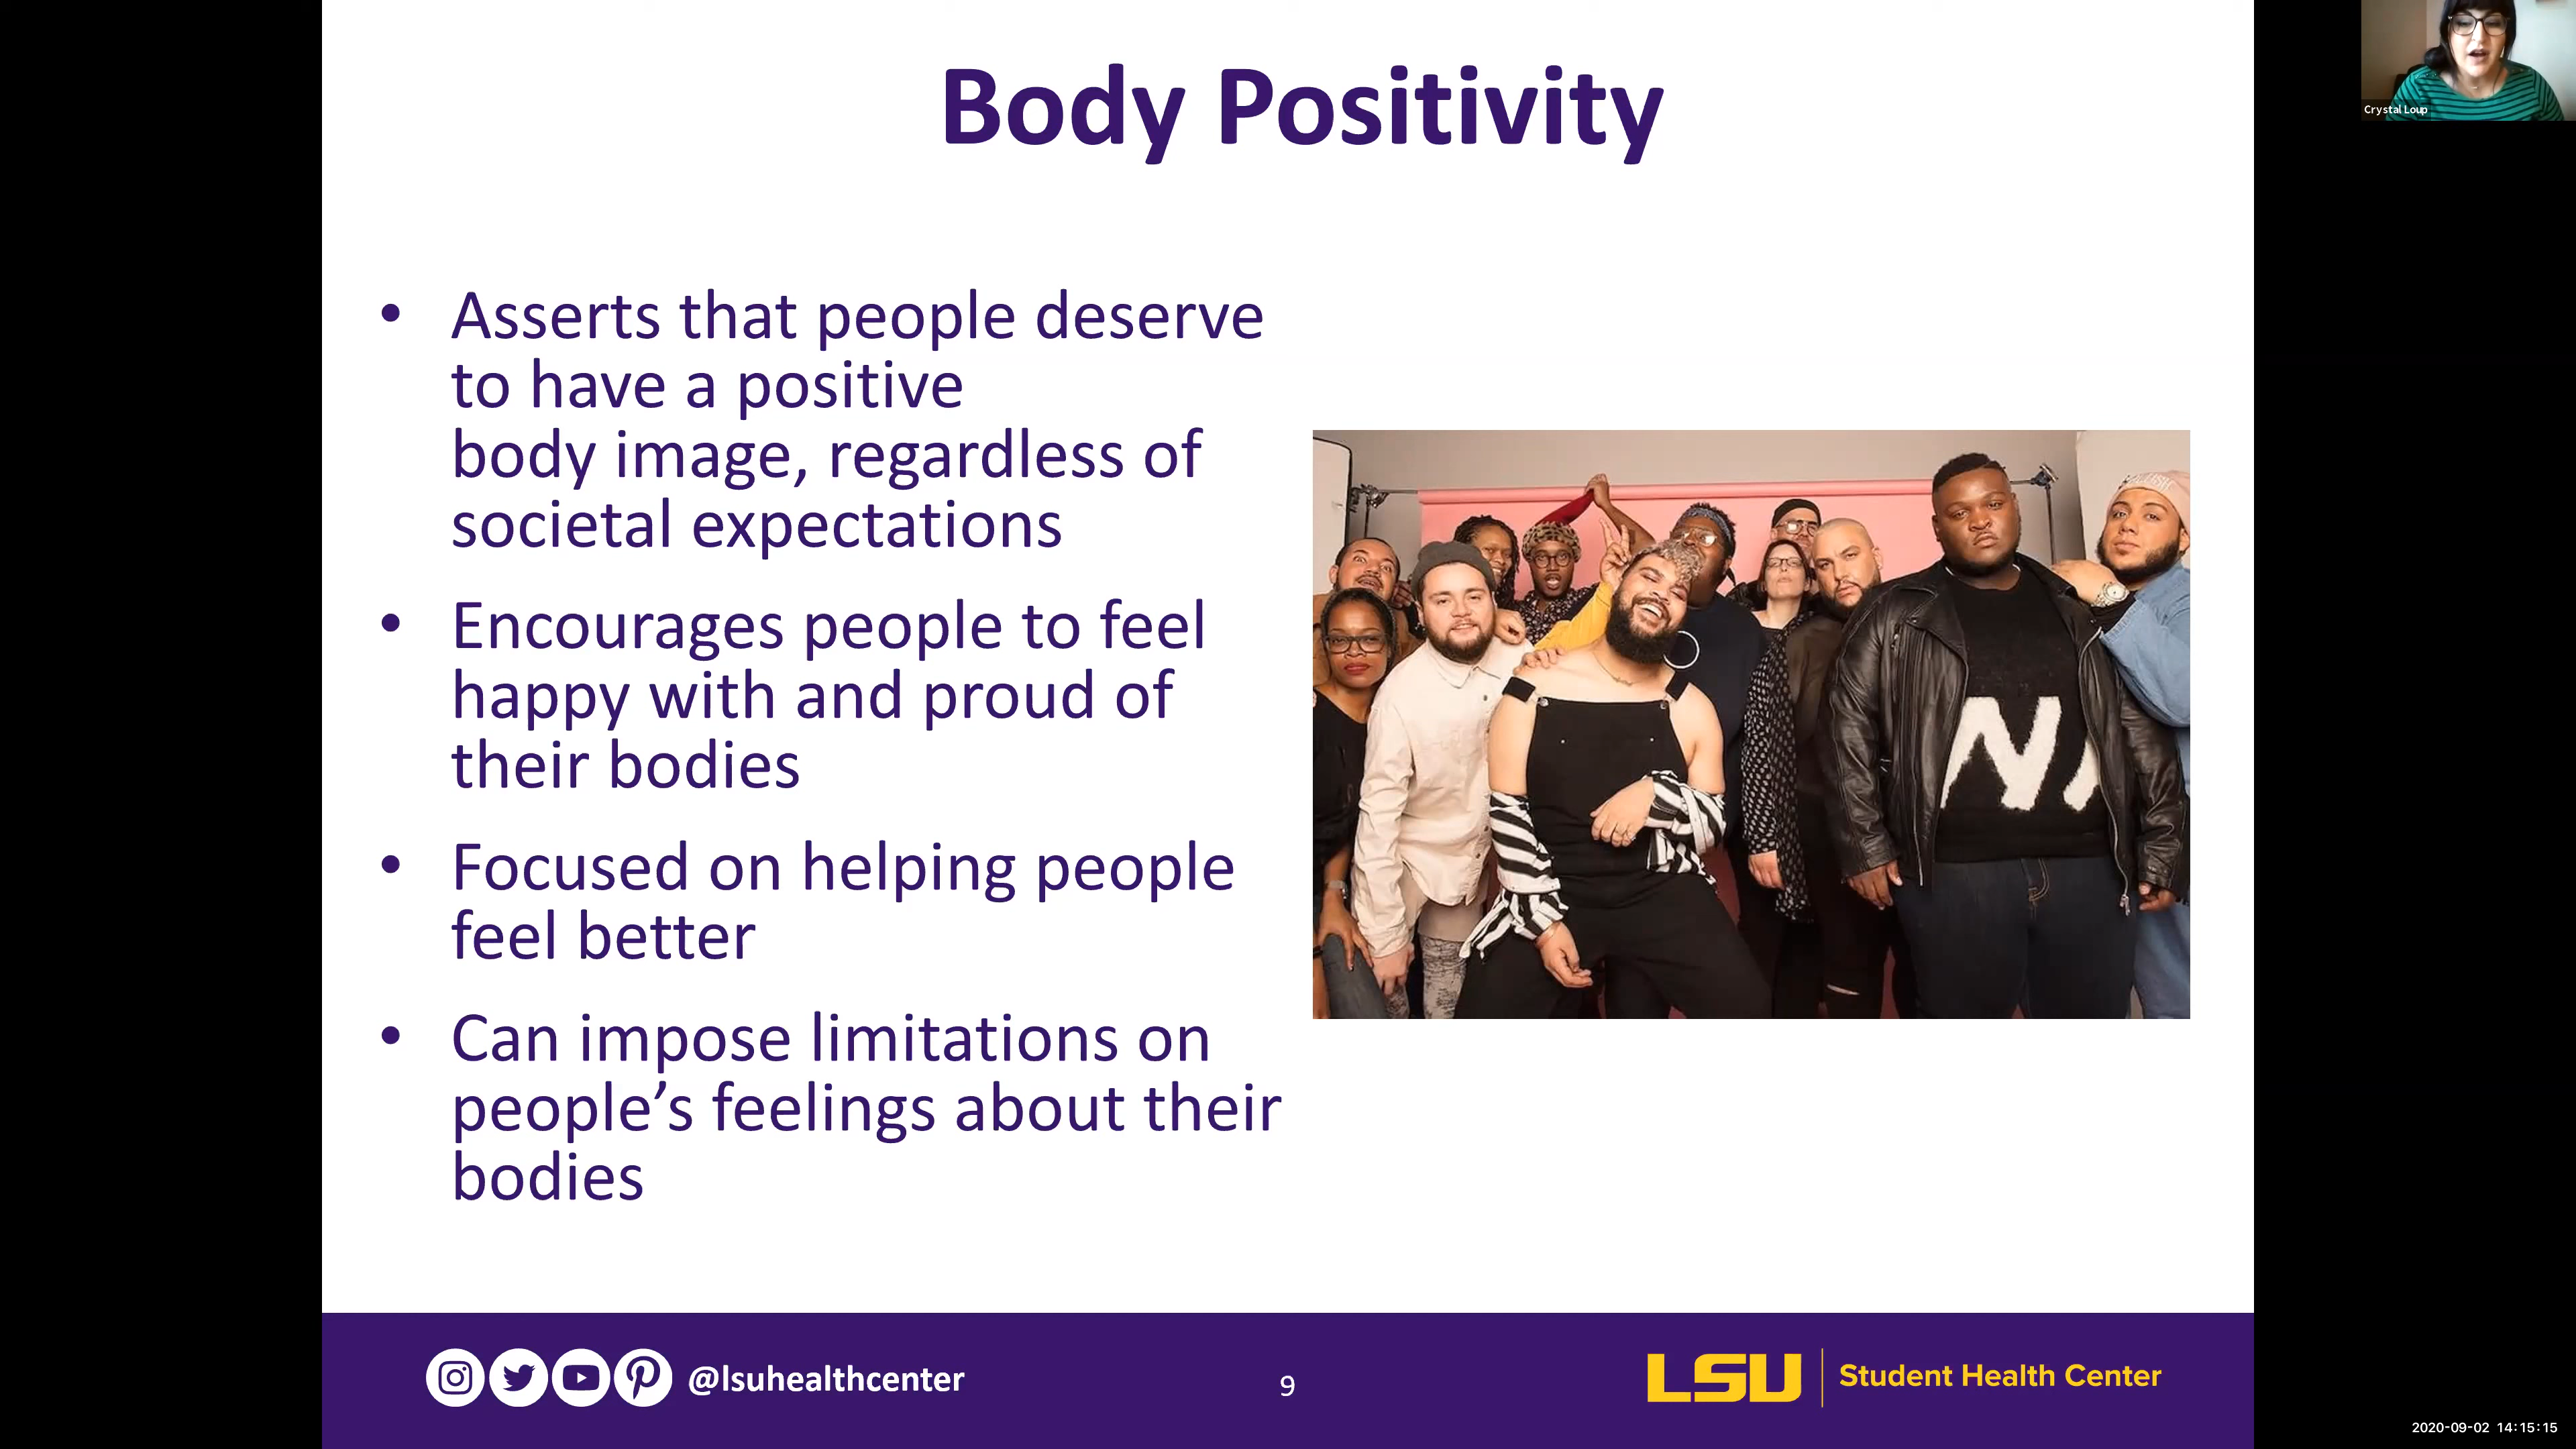 Body Positivity
Crystal Loup
• Asserts that people deserve
to have a positive
body image, regardless of
societal expectations
• Encourages people to feel
happy with and proud of
their bodies
• Focused on helping people
feel better
• Can impose limitations on
people’s feelings about their
bodies
@lsuhealthcenter
9
LSU Student Health Center
2020-09-02 14:15:15